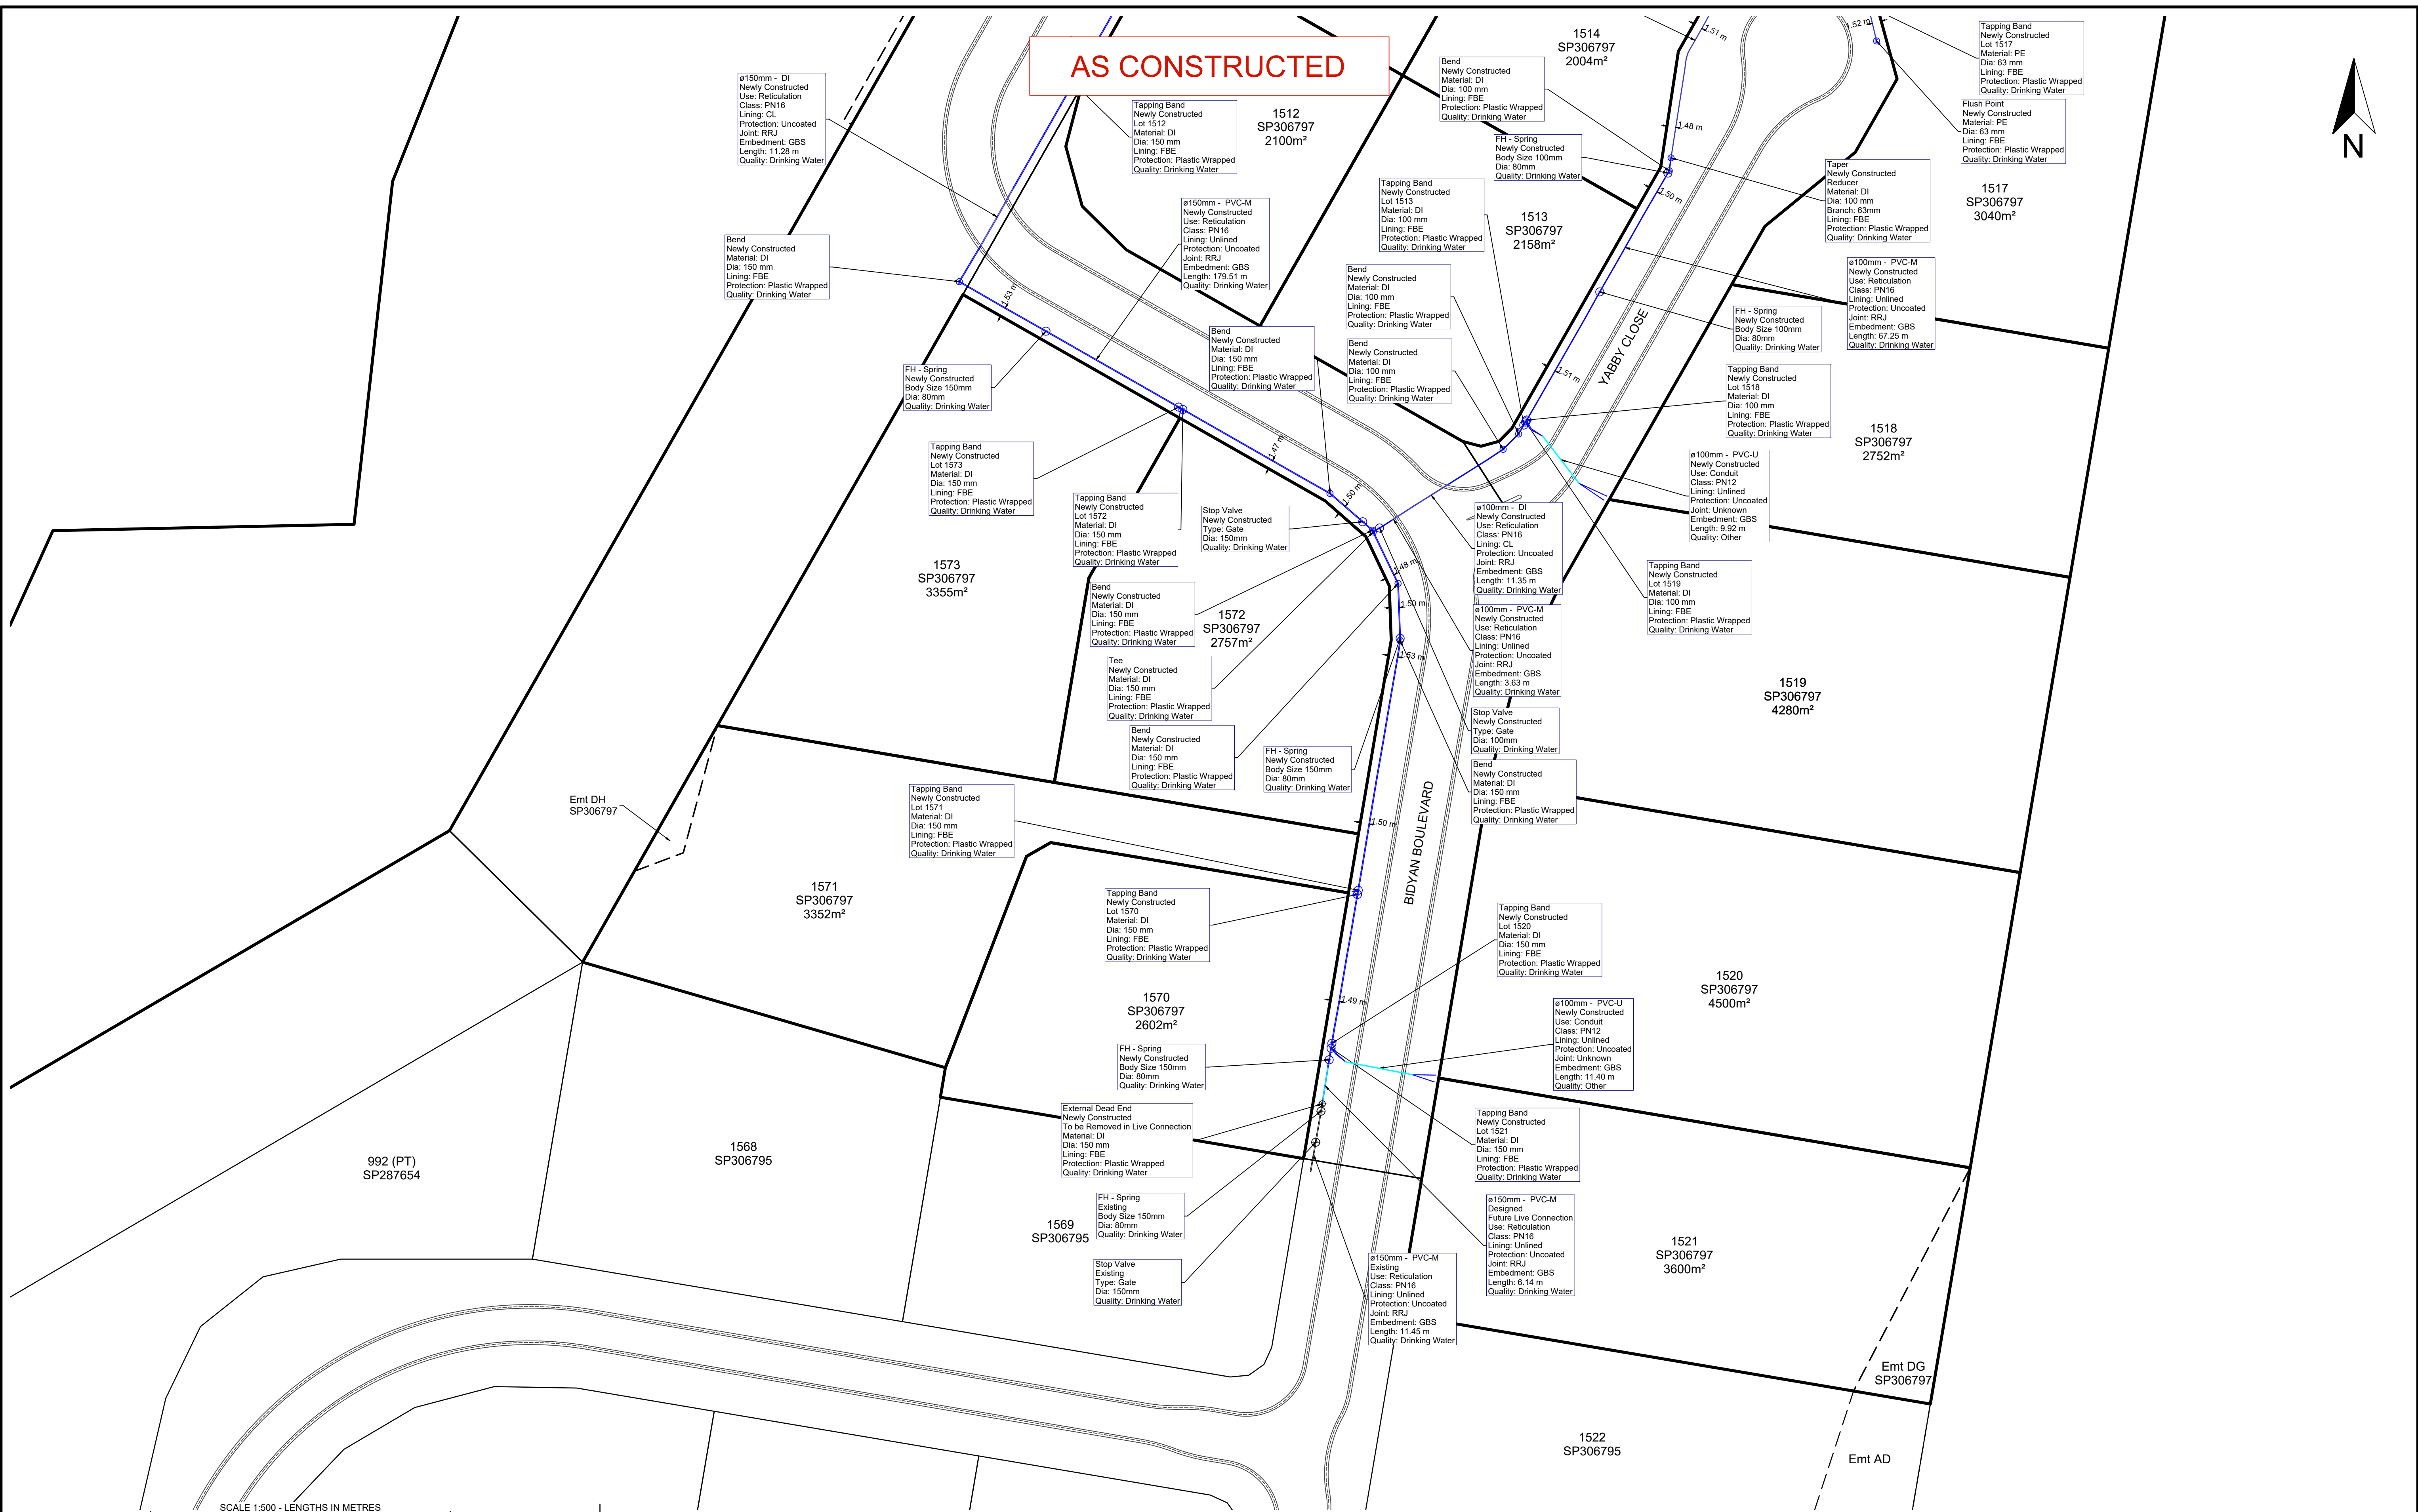 AS CONSTRUCTED
ø150mm - DI
Newly Constructed
Use: Reticulation
Class: PN16
Lining: CL
Protection: Uncoated
Joint: RRJ
Embedment: GBS
Length: 11.28 m
Quality: Drinking Water
Tapping Band
Newly Constructed
Lot 1512
Material: DI
Dia: 150 mm
Lining: FBE
Protection: Plastic Wrapped
Quality: Drinking Water
1512
SP306797
2100m²
Bend
Newly Constructed
Material: DI
Dia: 100 mm
Lining: FBE
Protection: Plastic Wrapped
Quality: Drinking Water
1514
SP306797
2004m²
1.51 m
1.52 m
Tapping Band
Newly Constructed
Lot 1517
Material: PE
Dia: 63 mm
Lining: FBE
Protection: Plastic Wrapped
Quality: Drinking Water
Flush Point
Newly Constructed
Material: PE
Dia: 63 mm
Lining: FBE
Protection: Plastic Wrapped
Quality: Drinking Water
N
1.48 m
FH - Spring
Newly Constructed
Body Size 100mm
Dia: 80mm
Quality: Drinking Water
Taper
Newly Constructed
Reducer
Material: DI
Dia: 100 mm
Branch: 63mm
Lining: FBE
Protection: Plastic Wrapped
Quality: Drinking Water
1517
SP306797
3040m²
Tapping Band
Newly Constructed
Lot 1513
Material: DI
Dia: 100 mm
Lining: FBE
Protection: Plastic Wrapped
Quality: Drinking Water
1513
SP306797
2158m²
1.50 m
ø150mm - PVC-M
Newly Constructed
Use: Reticulation
Class: PN16
Lining: Unlined
Protection: Uncoated
Joint: RRJ
Embedment: GBS
Length: 179.51 m
Quality: Drinking Water
Bend
Newly Constructed
Material: DI
Dia: 150 mm
Lining: FBE
Protection: Plastic Wrapped
Quality: Drinking Water
1.53 m
Bend
Newly Constructed
Material: DI
Dia: 100 mm
Lining: FBE
Protection: Plastic Wrapped
Quality: Drinking Water
ø100mm - PVC-M
Newly Constructed
Use: Reticulation
Class: PN16
Lining: Unlined
Protection: Uncoated
Joint: RRJ
Embedment: GBS
Length: 67.25 m
Quality: Drinking Water
FH - Spring
Newly Constructed
Body Size 100mm
Dia: 80mm
Quality: Drinking Water
YABBY CLOSE
Bend
Newly Constructed
Material: DI
Dia: 150 mm
Lining: FBE
Protection: Plastic Wrapped
Quality: Drinking Water
Bend
Newly Constructed
Material: DI
Dia: 100 mm
Lining: FBE
Protection: Plastic Wrapped
Quality: Drinking Water
1.51 m
FH - Spring
Newly Constructed
Body Size 150mm
Dia: 80mm
Quality: Drinking Water
Tapping Band
Newly Constructed
Lot 1518
Material: DI
Dia: 100 mm
Lining: FBE
Protection: Plastic Wrapped
Quality: Drinking Water
1518
SP306797
2752m²
Tapping Band
Newly Constructed
Lot 1573
Material: DI
Dia: 150 mm
Lining: FBE
Protection: Plastic Wrapped
Quality: Drinking Water
1.47 m
ø100mm - PVC-U
Newly Constructed
Use: Conduit
Class: PN12
Lining: Unlined
Protection: Uncoated
Joint: Unknown
Embedment: GBS
Length: 9.92 m
Quality: Other
Tapping Band
Newly Constructed
Lot 1572
Material: DI
Dia: 150 mm
Lining: FBE
Protection: Plastic Wrapped
Quality: Drinking Water
Stop Valve
Newly Constructed
Type: Gate
Dia: 150mm
Quality: Drinking Water
1.50 m
ø100mm - DI
Newly Constructed
Use: Reticulation
Class: PN16
Lining: CL
Protection: Uncoated
Joint: RRJ
Embedment: GBS
Length: 11.35 m
Quality: Drinking Water
Tapping Band
Newly Constructed
Lot 1519
Material: DI
Dia: 100 mm
Lining: FBE
Protection: Plastic Wrapped
Quality: Drinking Water
1573
SP306797
3355m²
1.48 m
Bend
Newly Constructed
Material: DI
Dia: 150 mm
Lining: FBE
Protection: Plastic Wrapped
Quality: Drinking Water
1572
SP306797
2757m²
1.50 m
ø100mm - PVC-M
Newly Constructed
Use: Reticulation
Class: PN16
Lining: Unlined
Protection: Uncoated
Joint: RRJ
Embedment: GBS
Length: 3.63 m
Quality: Drinking Water
Tee
Newly Constructed
Material: DI
Dia: 150 mm
Lining: FBE
Protection: Plastic Wrapped
Quality: Drinking Water
1.53 m
1519
SP306797
4280m²
Stop Valve
Newly Constructed
Type: Gate
Dia: 100mm
Quality: Drinking Water
Bend
Newly Constructed
Material: DI
Dia: 150 mm
Lining: FBE
Protection: Plastic Wrapped
Quality: Drinking Water
FH - Spring
Newly Constructed
Body Size 150mm
Dia: 80mm
Quality: Drinking Water
Bend
Newly Constructed
Material: DI
Dia: 150 mm
Lining: FBE
Protection: Plastic Wrapped
Quality: Drinking Water
Emt DH
SP306797
Tapping Band
Newly Constructed
Lot 1571
Material: DI
Dia: 150 mm
Lining: FBE
Protection: Plastic Wrapped
Quality: Drinking Water
1.50 m
BIDYAN BOULEVARD
1571
SP306797
3352m²
Tapping Band
Newly Constructed
Lot 1570
Material: DI
Dia: 150 mm
Lining: FBE
Protection: Plastic Wrapped
Quality: Drinking Water
Tapping Band
Newly Constructed
Lot 1520
Material: DI
Dia: 150 mm
Lining: FBE
Protection: Plastic Wrapped
Quality: Drinking Water
1520
SP306797
4500m²
1570
SP306797
2602m²
1.49 m
ø100mm - PVC-U
Newly Constructed
Use: Conduit
Class: PN12
Lining: Unlined
Protection: Uncoated
Joint: Unknown
Embedment: GBS
Length: 11.40 m
Quality: Other
FH - Spring
Newly Constructed
Body Size 150mm
Dia: 80mm
Quality: Drinking Water
External Dead End
Newly Constructed
To be Removed in Live Connection
Material: DI
Dia: 150 mm
Lining: FBE
Protection: Plastic Wrapped
Quality: Drinking Water
Tapping Band
Newly Constructed
Lot 1521
Material: DI
Dia: 150 mm
Lining: FBE
Protection: Plastic Wrapped
Quality: Drinking Water
992 (PT)
SP287654
1568
SP306795
FH - Spring
Existing
Body Size 150mm
Dia: 80mm
Quality: Drinking Water
1569
SP306795
ø150mm - PVC-M
Designed
Future Live Connection
Use: Reticulation
Class: PN16
Lining: Unlined
Protection: Uncoated
Joint: RRJ
Embedment: GBS
Length: 6.14 m
Quality: Drinking Water
1521
SP306797
3600m²
Stop Valve
Existing
Type: Gate
Dia: 150mm
Quality: Drinking Water
ø150mm - PVC-M
Existing
Use: Reticulation
Class: PN16
Lining: Unlined
Protection: Uncoated
Joint: RRJ
Embedment: GBS
Length: 11.45 m
Quality: Drinking Water
Emt DG
SP306797
1522
SP306795
Emt AD
SCALE 1:500 - LENGTHS IN METRES